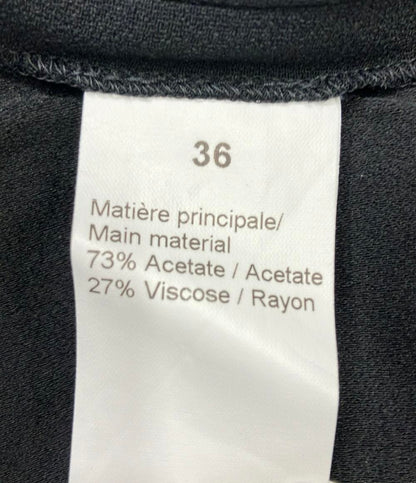 36
Matière principale/
Main material
73% Acetate / Acetate
27% Viscose / Rayon